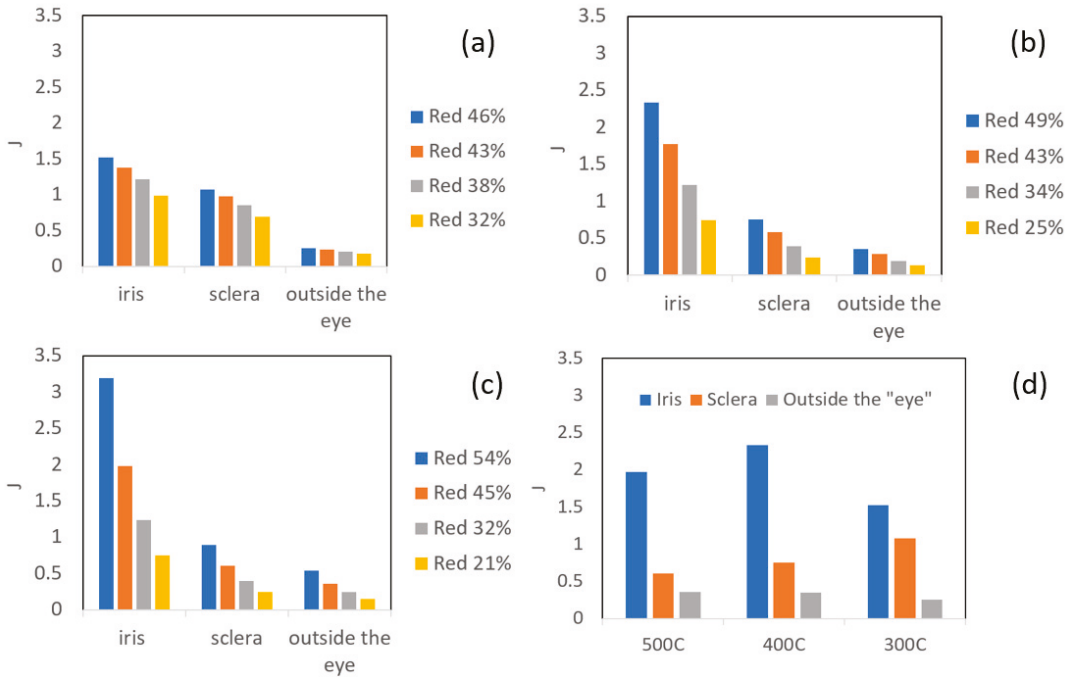 (a)
3.5
3
2.5
2
1.5
1
0.5
0
J
iris
sclera
outside the
eye
Red 46%
Red 43%
Red 38%
Red 32%
(b)
3.5
3
2.5
2
1.5
1
0.5
0
J
iris
sclera
outside the
eye
Red 49%
Red 43%
Red 34%
Red 25%
(c)
3.5
3
2.5
2
1.5
1
0.5
0
J
iris
sclera
outside the
eye
Red 54%
Red 45%
Red 32%
Red 21%
(d)
3.5
3
2.5
2
1.5
1
0.5
0
J
Iris Sclera Outside the "eye"
500C
400C
300C